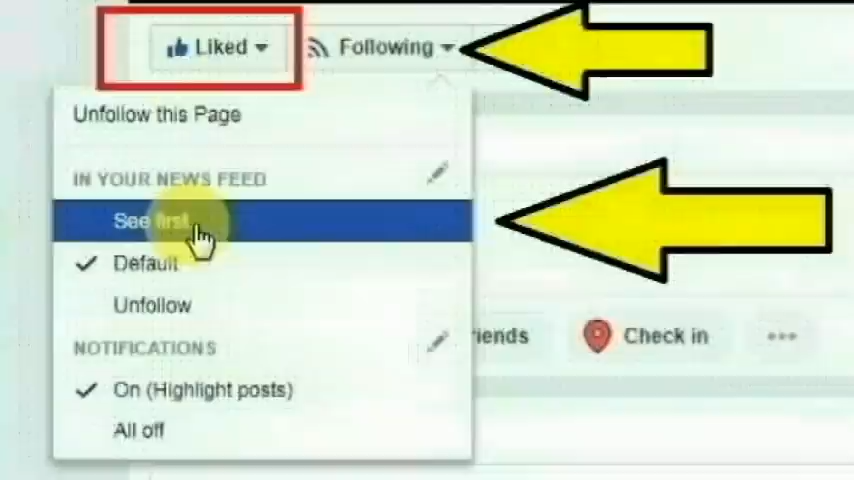 Liked Following
Unfollow this Page
IN YOUR NEWS FEED
See first
Default
Unfollow
riends Check in
NOTIFICATIONS
On (Highlight posts)
All off